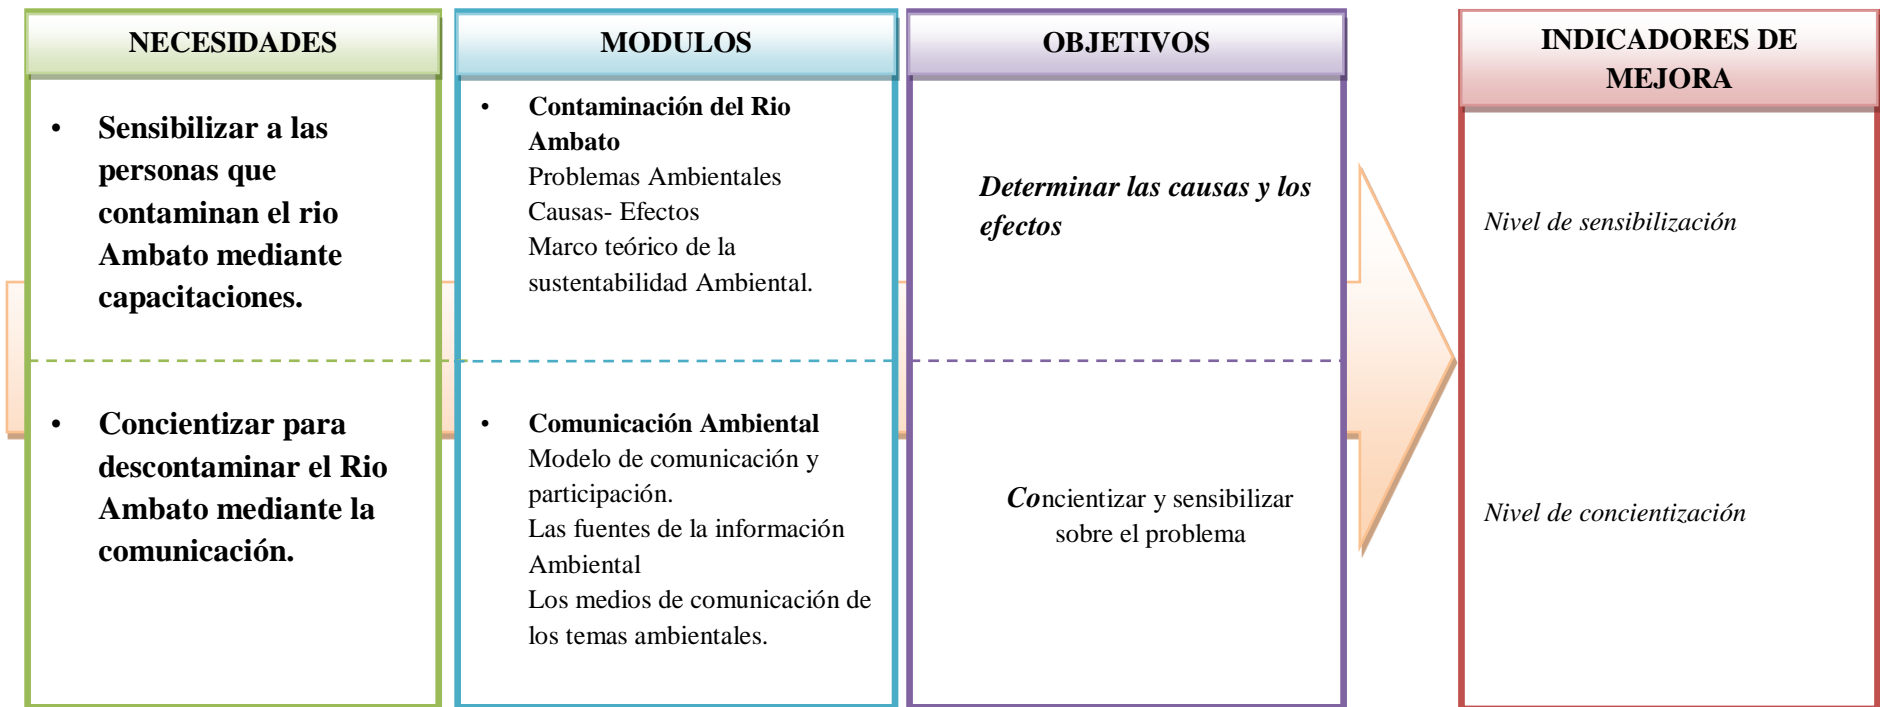 NECESIDADES
• Sensibilizar a las
personas que
contaminan el rio
Ambato mediante
capacitaciones.
• Concientizar para
descontaminar el Rio
Ambato mediante la
comunicación.
MODULOS
• Contaminación del Rio
Ambato
Problemas Ambientales
Causas- Efectos
Marco teórico de la
sustentabilidad Ambiental.
• Comunicación Ambiental
Modelo de comunicación y
participación.
Las fuentes de la información
Ambiental
Los medios de comunicación de
los temas ambientales.
OBJETIVOS
Determinar las causas y los
efectos
Concientizar y sensibilizar
sobre el problema
INDICADORES DE
MEJORA
Nivel de sensibilización
Nivel de concientización